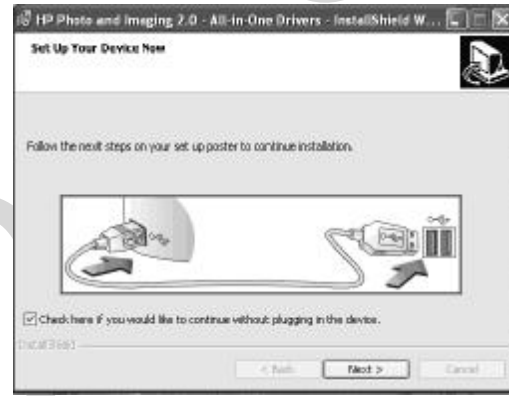 HP Photo and Imaging 2.0 - All-in-One Drivers - InstallShield W...
Set Up Your Device Now
Follow the next steps on your set up poster to continue installation.
Check here if you would like to continue without plugging in the device.
InstallShield
< Back Next > Cancel